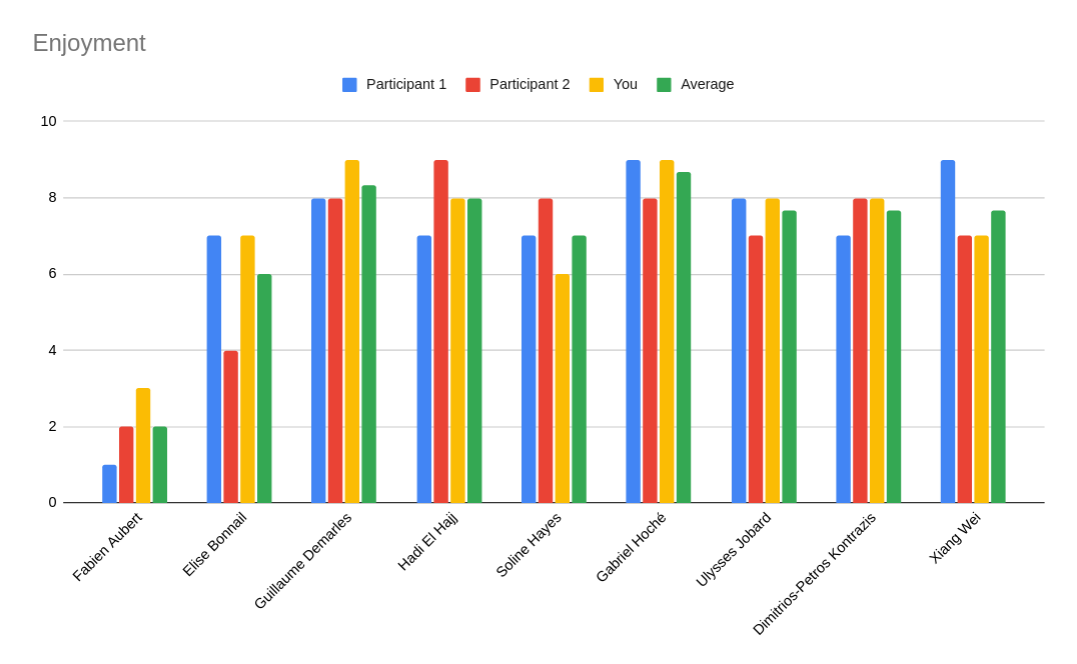 Enjoyment
Participant 1 Participant 2 You Average
10
8
6
4
2
0
Fabien Aubert
Elise Bonnail
Guillaume Demarles
Hadi El Hajj
Soline Hayes
Gabriel Hoché
Ulysses Jobard
Dimitrios-Petros Kontrazis
Xiang Wei